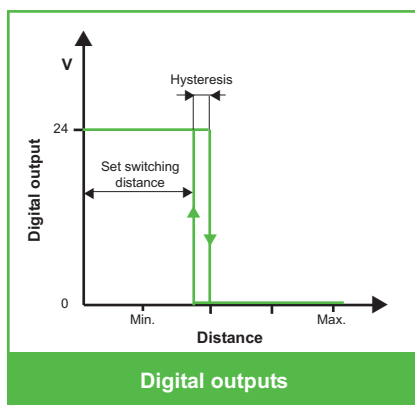 V
Hysteresis
24
Set switching
distance
Digital output
0
Min.
Max.
Distance
Digital outputs